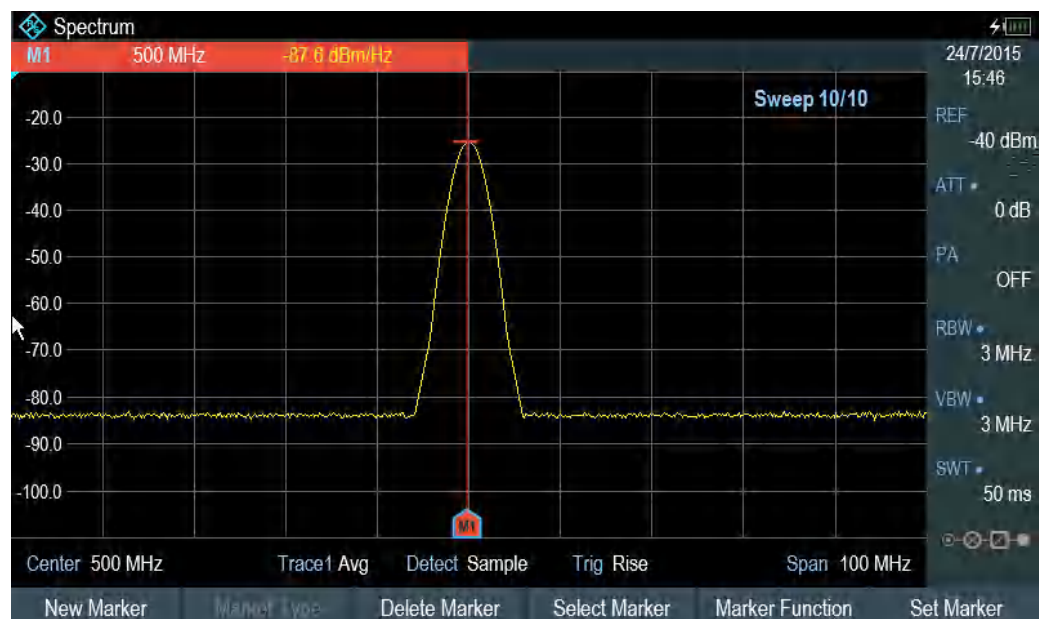 Spectrum
M1 500 MHz -87.6 dBm/Hz
24/7/2015
15:46
Sweep 10/10
-20.0
-30.0
-40.0
-50.0
-60.0
-70.0
-80.0
-90.0
-100.0
M1
REF
-40 dBm
ATT
0 dB
PA
OFF
RBW
3 MHz
VBW
3 MHz
SWT
50 ms
Center 500 MHz Trace1 Avg Detect Sample Trig Rise Span 100 MHz
New Marker Marker Type Delete Marker Select Marker Marker Function Set Marker